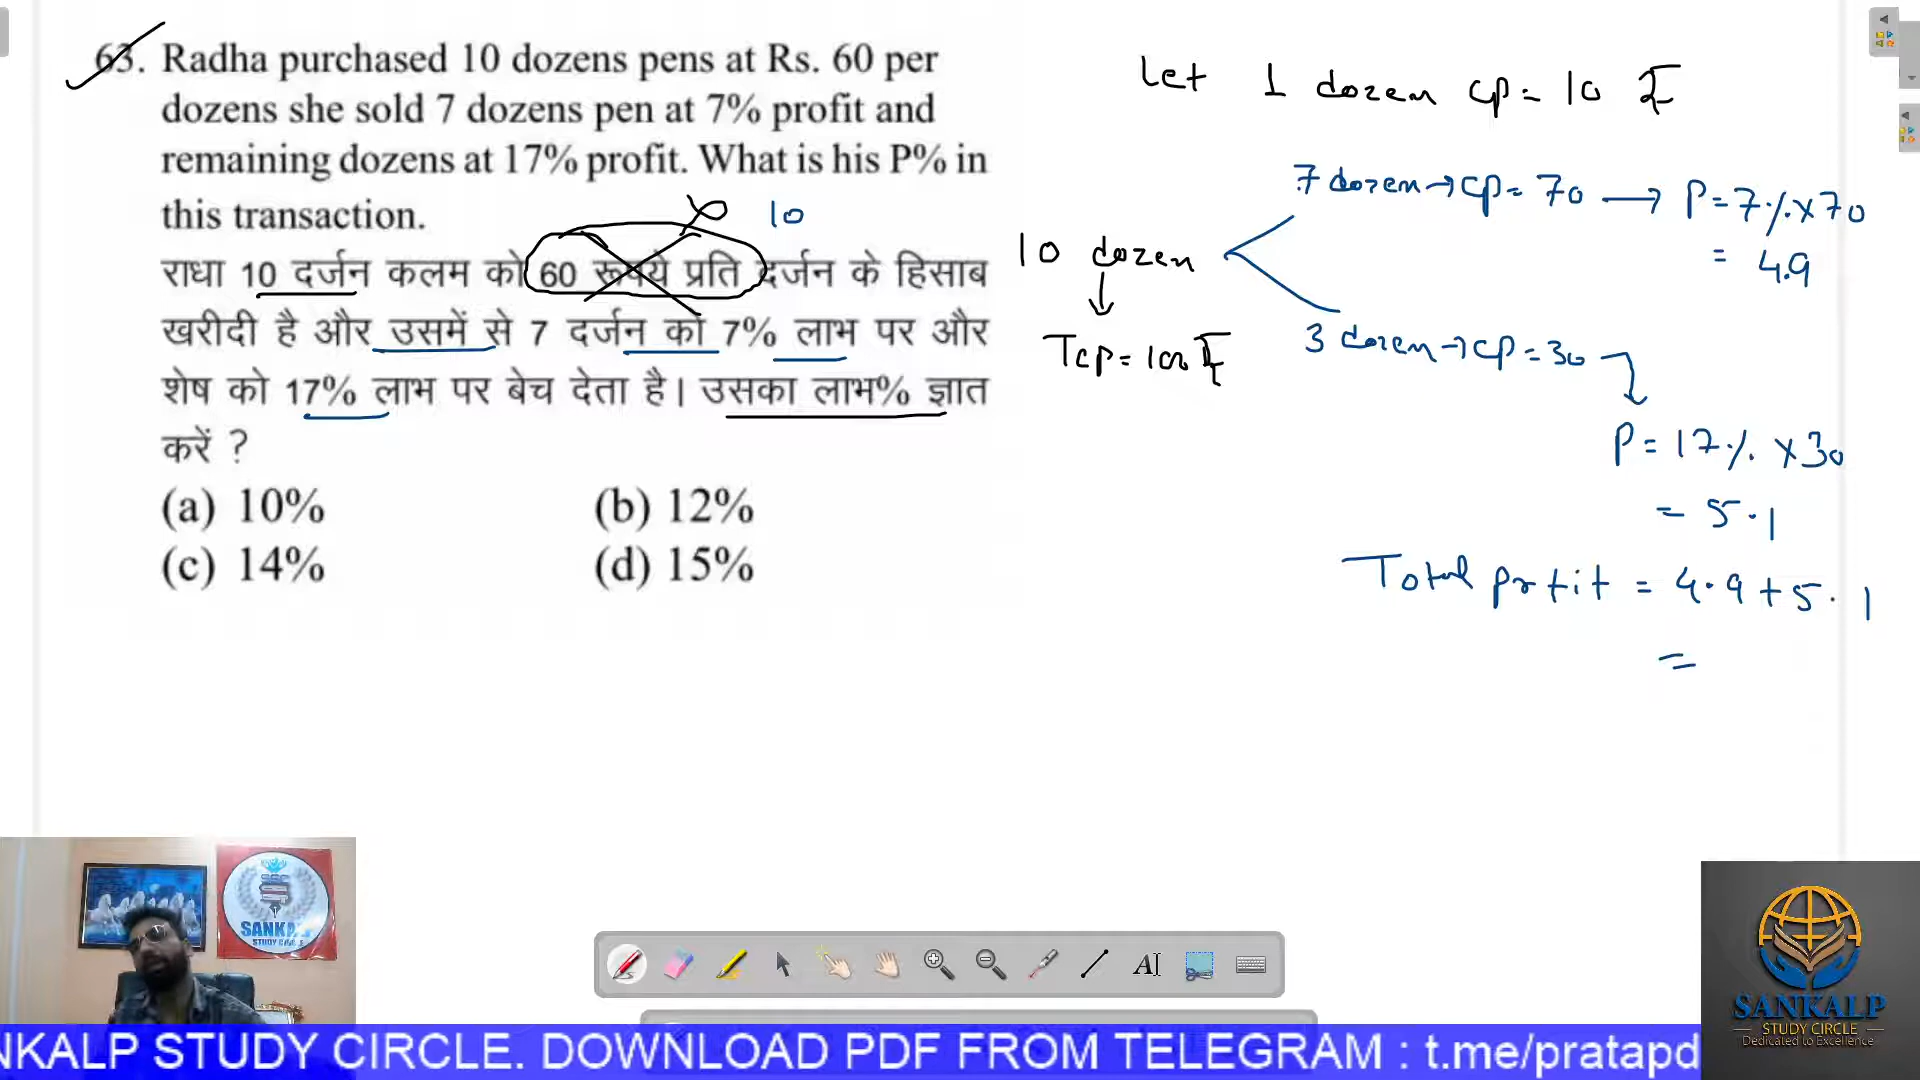 63. Radha purchased 10 dozens pens at Rs. 60 per
dozens she sold 7 dozens pen at 7% profit and
remaining dozens at 17% profit. What is his P% in
this transaction.
10
राधा 10 दर्जन कलम को 60 रूपये प्रति दर्जन के हिसाब
खरीदी है और उसमें से 7 दर्जन को 7% लाभ पर और
शेष को 17% लाभ पर बेच देता है। उसका लाभ% ज्ञात
करें ?
(a) 10%
(b) 12%
(c) 14%
(d) 15%
Let 1 dozen CP = 10 ₹
7 dozen → CP = 70 → P = 7% × 70
= 4.9
10 dozen
TCP = 100 ₹
3 dozen → CP = 30
P = 17% × 30
= 5.1
Total profit = 4.9 + 5.1
=
SANKALP
STUDY CIRCLE
AI
SANKALP
STUDY CIRCLE
Dedicated to Excellence
NKALP STUDY CIRCLE. DOWNLOAD PDF FROM TELEGRAM : t.me/pratapd